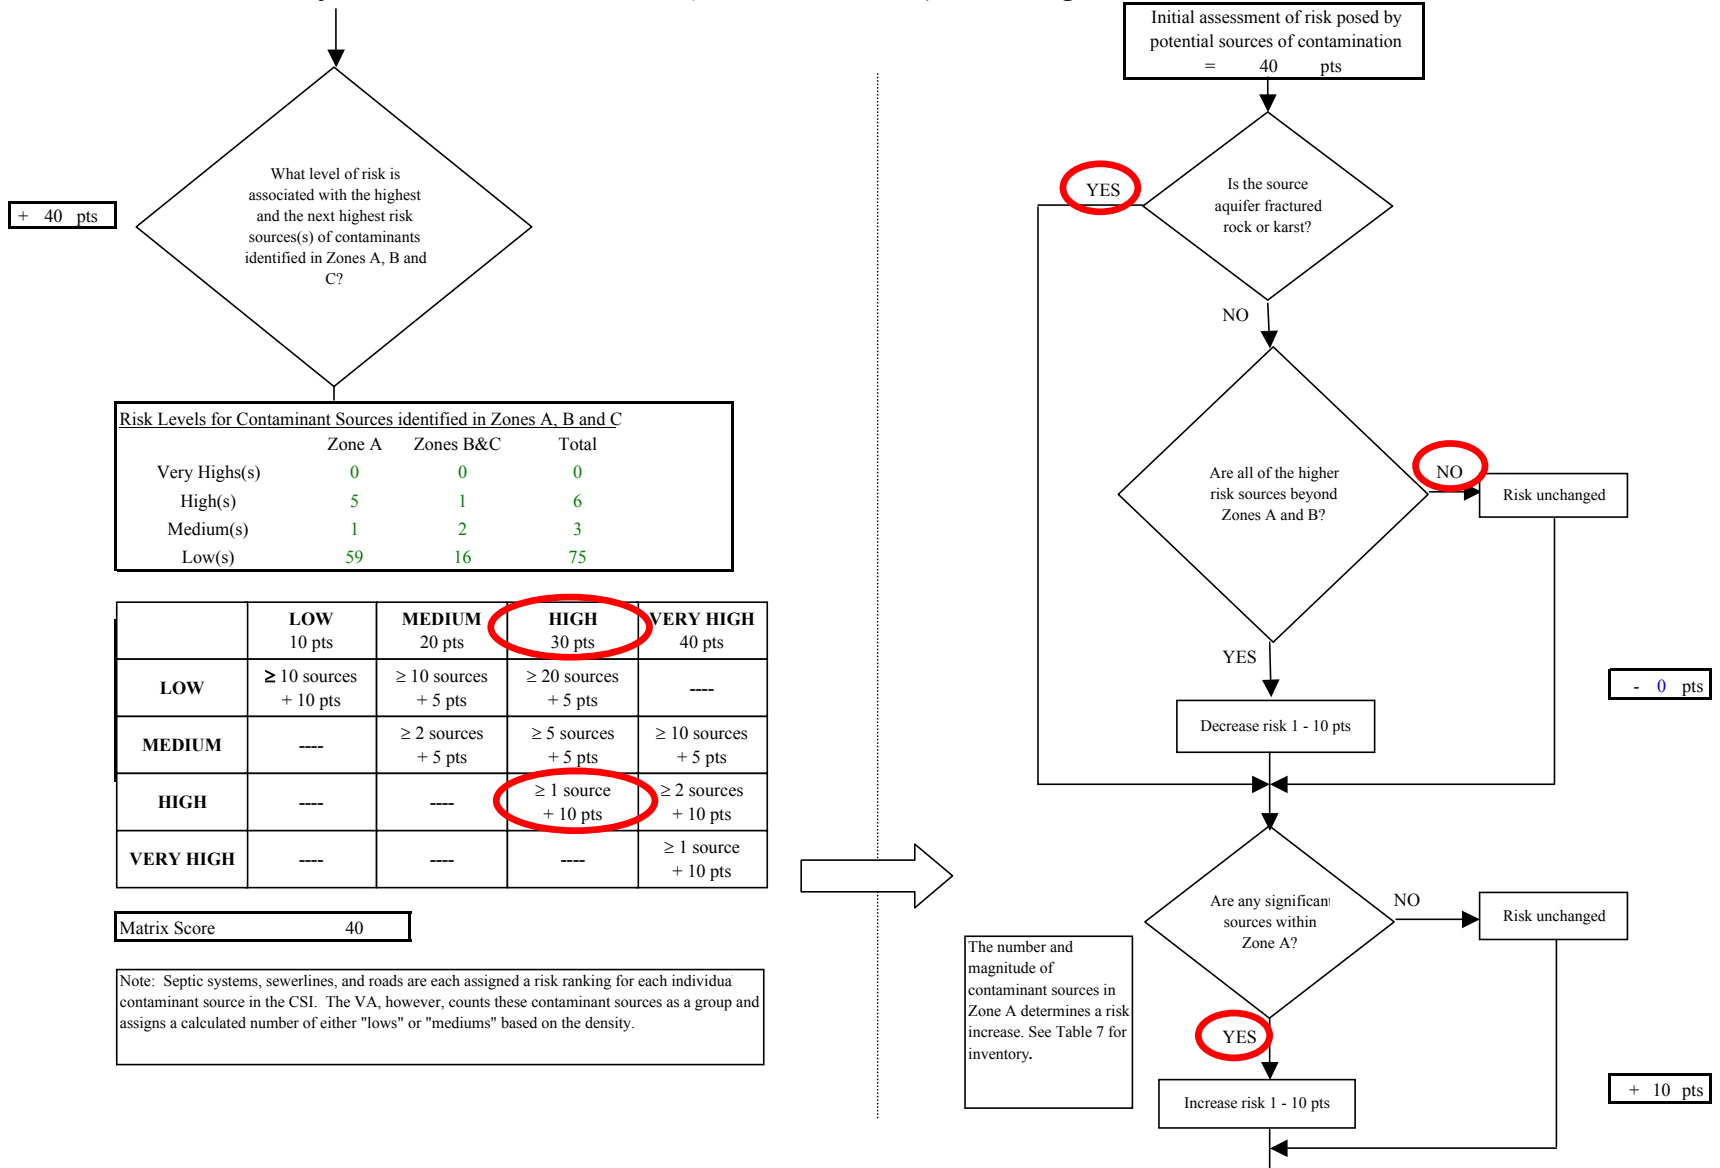 + 40 pts
What level of risk is
associated with the highest
and the next highest risk
sources(s) of contaminants
identified in Zones A, B and
C?
Risk Levels for Contaminant Sources identified in Zones A, B and C
Zone A Zones B&C Total
Very Highs(s) 0 0 0
High(s) 5 1 6
Medium(s) 1 2 3
Low(s) 59 16 75
LOW MEDIUM HIGH VERY HIGH
10 pts 20 pts 30 pts 40 pts
LOW ≥ 10 sources + 10 pts ≥ 10 sources + 5 pts ≥ 20 sources + 5 pts ----
MEDIUM ---- ≥ 2 sources + 5 pts ≥ 5 sources + 5 pts ≥ 10 sources + 5 pts
HIGH ---- ---- ≥ 1 source + 10 pts ≥ 2 sources + 10 pts
VERY HIGH ---- ---- ---- ≥ 1 source + 10 pts
Matrix Score 40
Note: Septic systems, sewerlines, and roads are each assigned a risk ranking for each individua
contaminant source in the CSI. The VA, however, counts these contaminant sources as a group and
assigns a calculated number of either "lows" or "mediums" based on the density.
Initial assessment of risk posed by
potential sources of contamination
= 40 pts
Is the source
aquifer fractured
rock or karst?
YES
NO
Are all of the higher
risk sources beyond
Zones A and B?
NO
Risk unchanged
YES
Decrease risk 1 - 10 pts
- 0 pts
Are any significant
sources within
Zone A?
NO
Risk unchanged
The number and
magnitude of
contaminant sources in
Zone A determines a risk
increase. See Table 7 for
inventory.
YES
Increase risk 1 - 10 pts
+ 10 pts